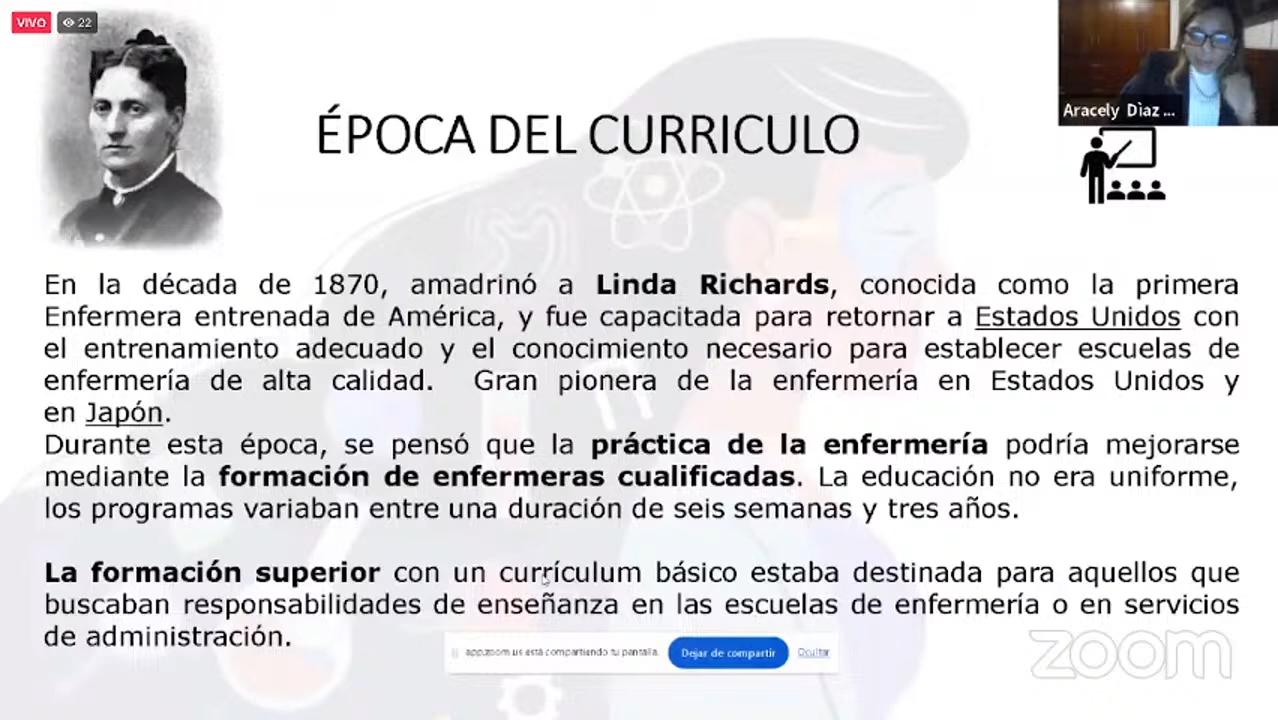 VIVO 22
Aracely Dìaz ...
ÉPOCA DEL CURRICULO
En la década de 1870, amadrinó a Linda Richards, conocida como la primera
Enfermera entrenada de América, y fue capacitada para retornar a Estados Unidos con
el entrenamiento adecuado y el conocimiento necesario para establecer escuelas de
enfermería de alta calidad. Gran pionera de la enfermería en Estados Unidos y
en Japón.
Durante esta época, se pensó que la práctica de la enfermería podría mejorarse
mediante la formación de enfermeras cualificadas. La educación no era uniforme,
los programas variaban entre una duración de seis semanas y tres años.
La formación superior con un currículum básico estaba destinada para aquellos que
buscaban responsabilidades de enseñanza en las escuelas de enfermería o en servicios
de administración.
app.zoom.us está compartiendo tu pantalla. Dejar de compartir Ocultar
zoom